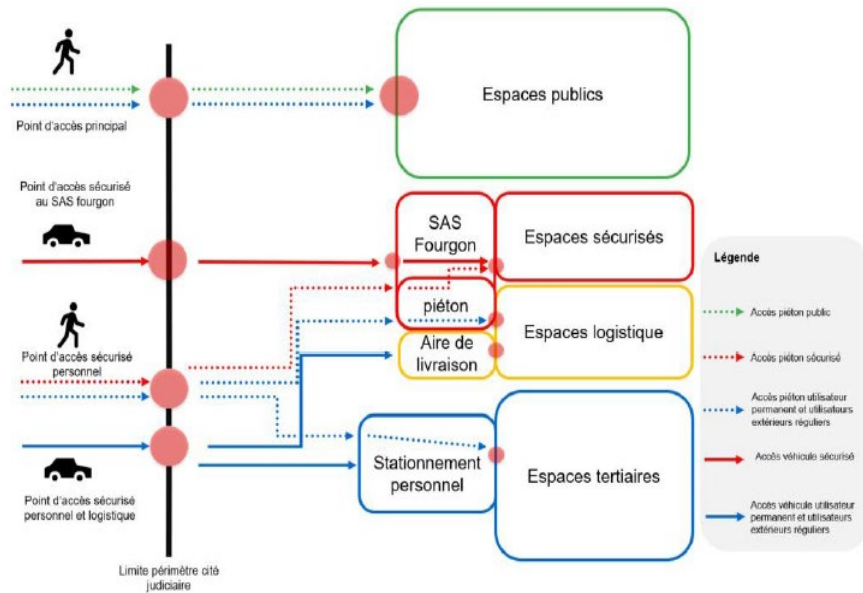 Point d'accès principal
Espaces publics
Point d'accès sécurisé
au SAS fourgon
SAS
Fourgon
Espaces sécurisés
piéton
Point d'accès sécurisé
personnel
Aire de
livraison
Espaces logistique
Stationnement
personnel
Espaces tertiaires
Point d'accès sécurisé
personnel et logistique
Limite périmètre cité
judiciaire
Légende
Accès piéton public
Accès piéton sécurisé
Accès piéton utilisateur
permanent et utilisateurs
extérieurs réguliers
Accès véhicule sécurisé
Accès véhicule utilisateur
permanent et utilisateurs
extérieurs réguliers